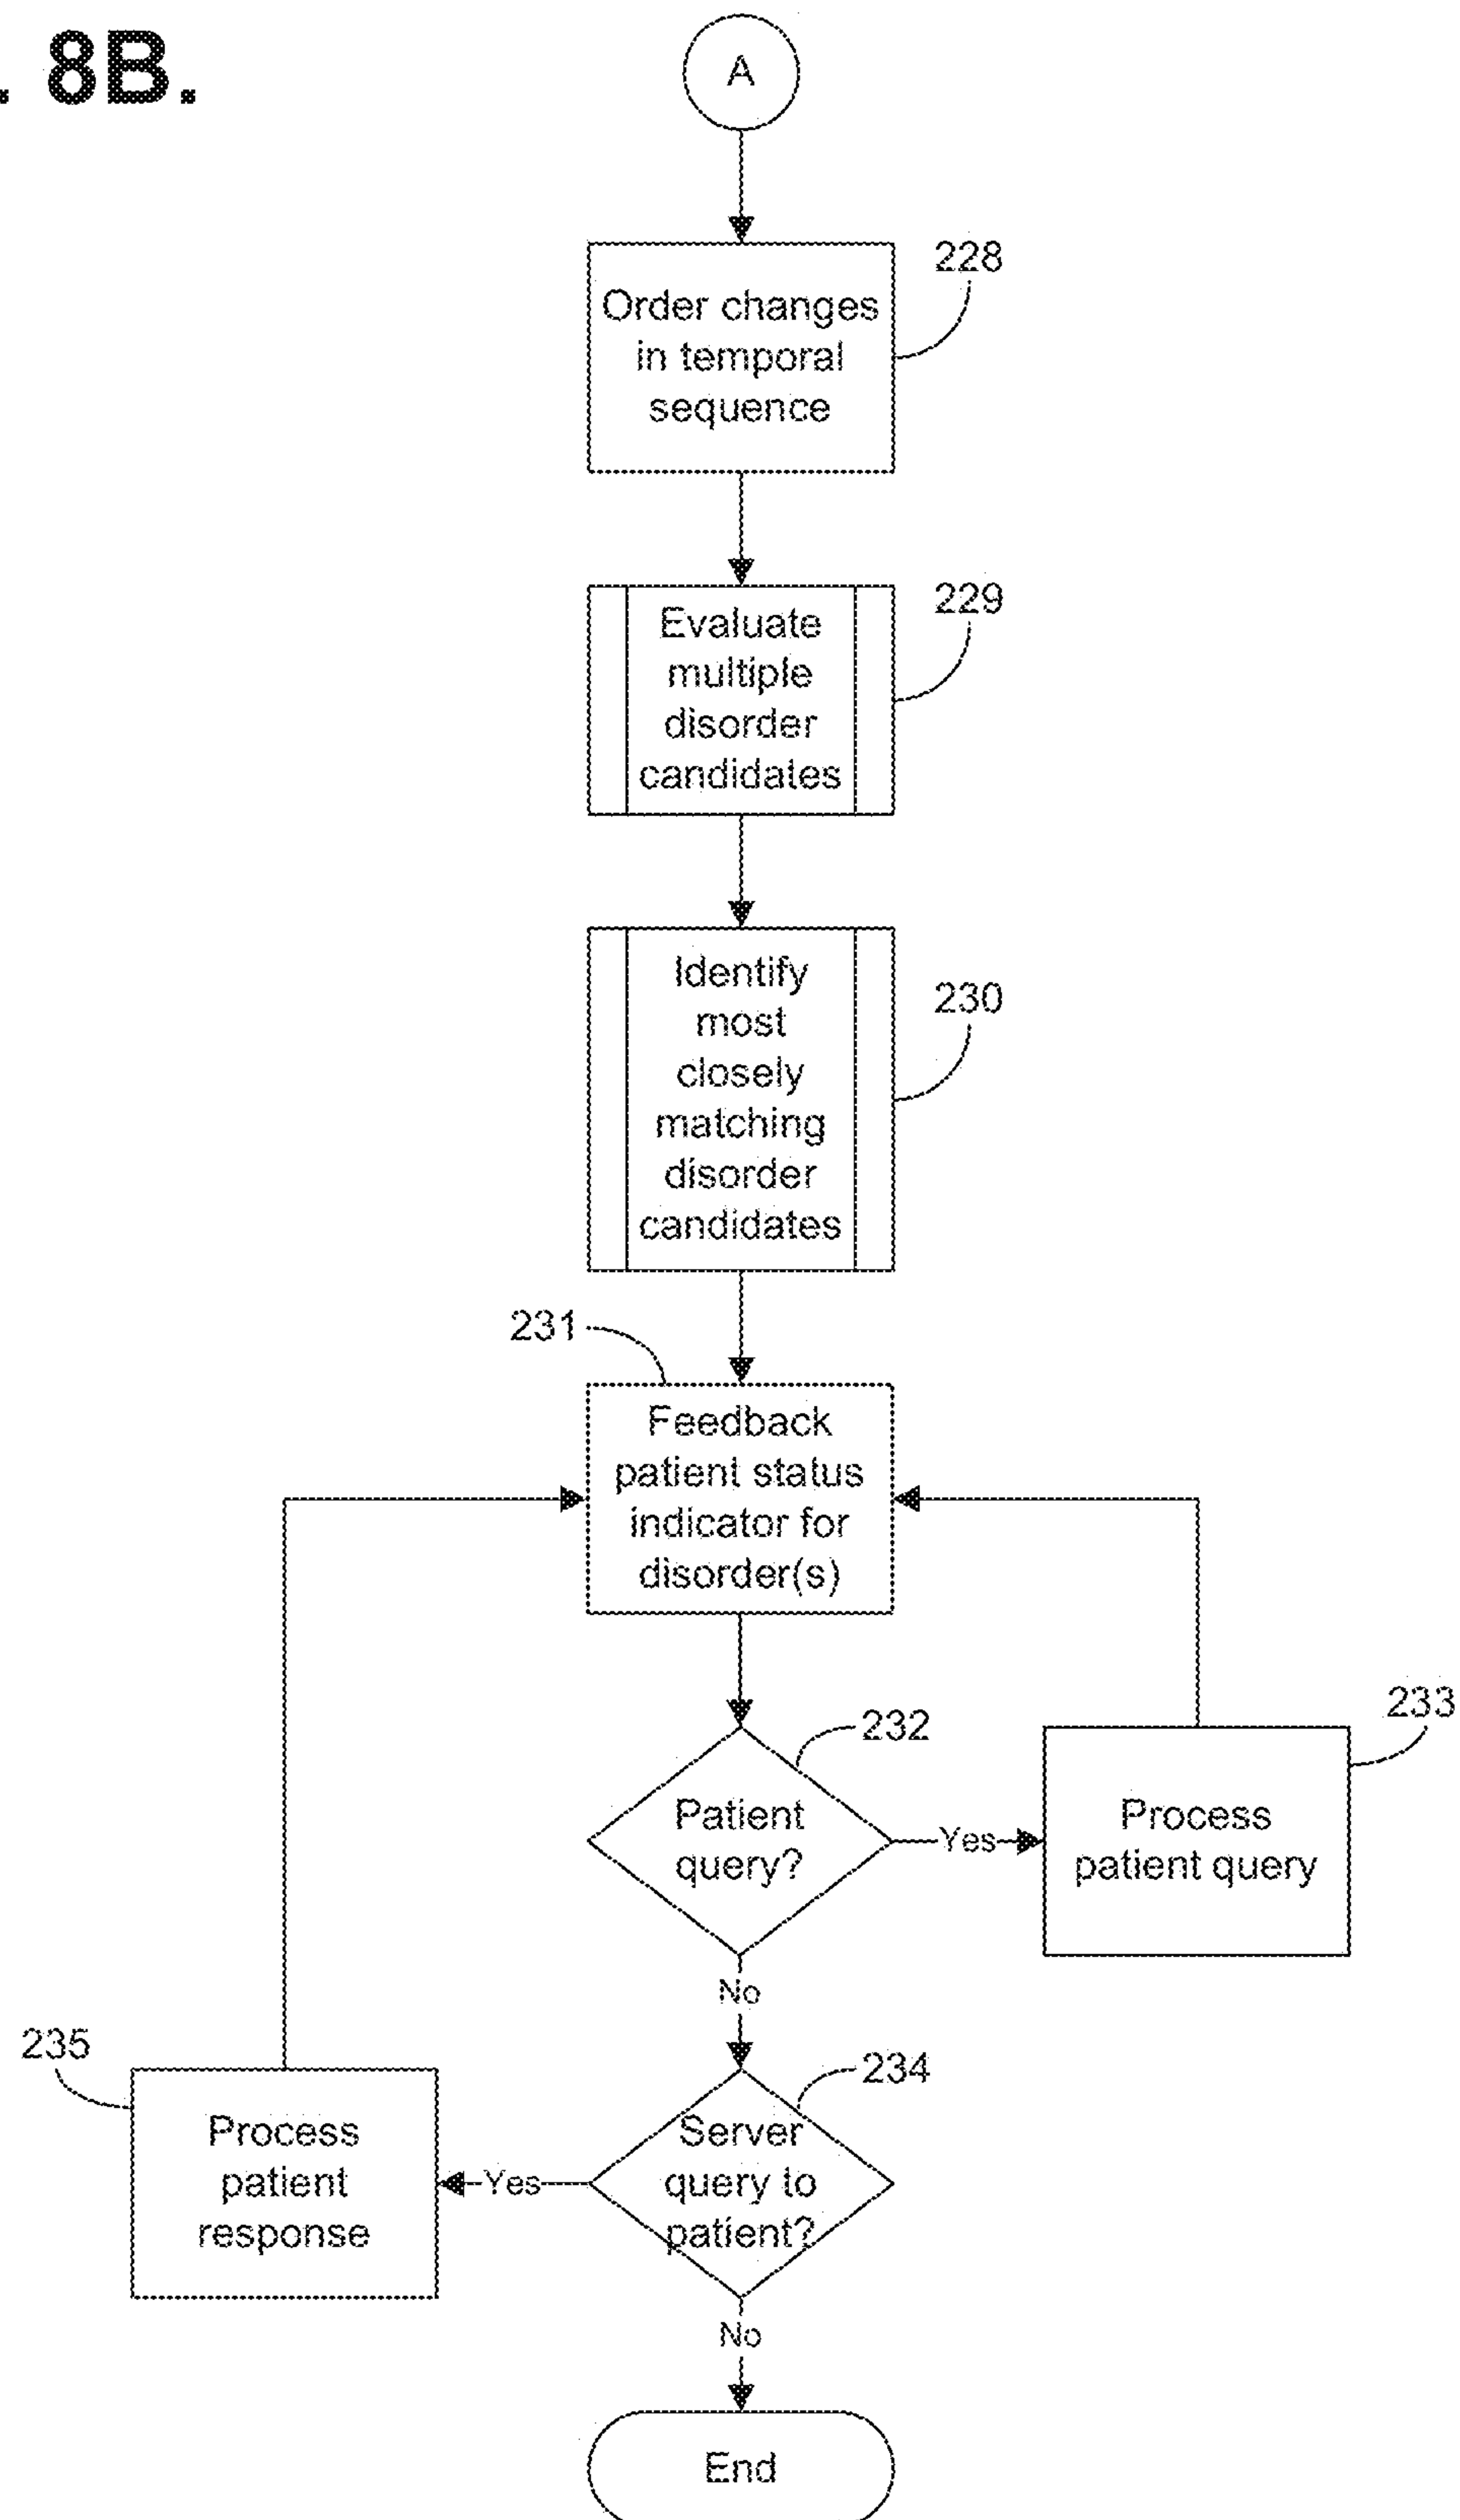 . 8B.
A
228
Order changes
in temporal
sequence
229
Evaluate
multiple
disorder
candidates
230
Identify
most
closely
matching
disorder
candidates
231
Feedback
patient status
indicator for
disorder(s)
232
Patient
query?
Yes
233
Process
patient query
No
234
Server
query to
patient?
Yes
235
Process
patient
response
No
End